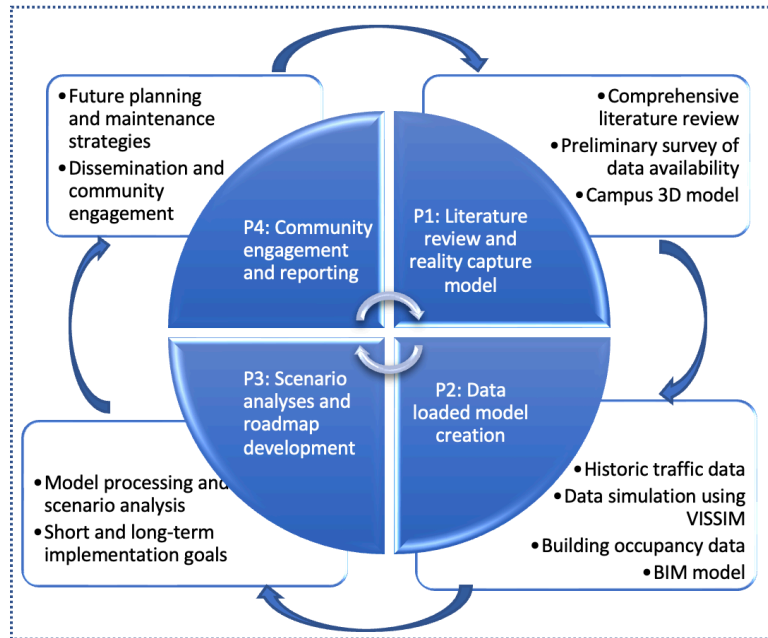 •Future planning
and maintenance
strategies
•Dissemination and
community
engagement
•Comprehensive
literature review
•Preliminary survey of
data availability
•Campus 3D model
P4: Community
engagement
and reporting
P1: Literature
review and
reality capture
model
P3: Scenario
analyses and
roadmap
development
P2: Data
loaded model
creation
•Model processing and
scenario analysis
•Short and long-term
implementation goals
•Historic traffic data
•Data simulation using
VISSIM
•Building occupancy data
•BIM model